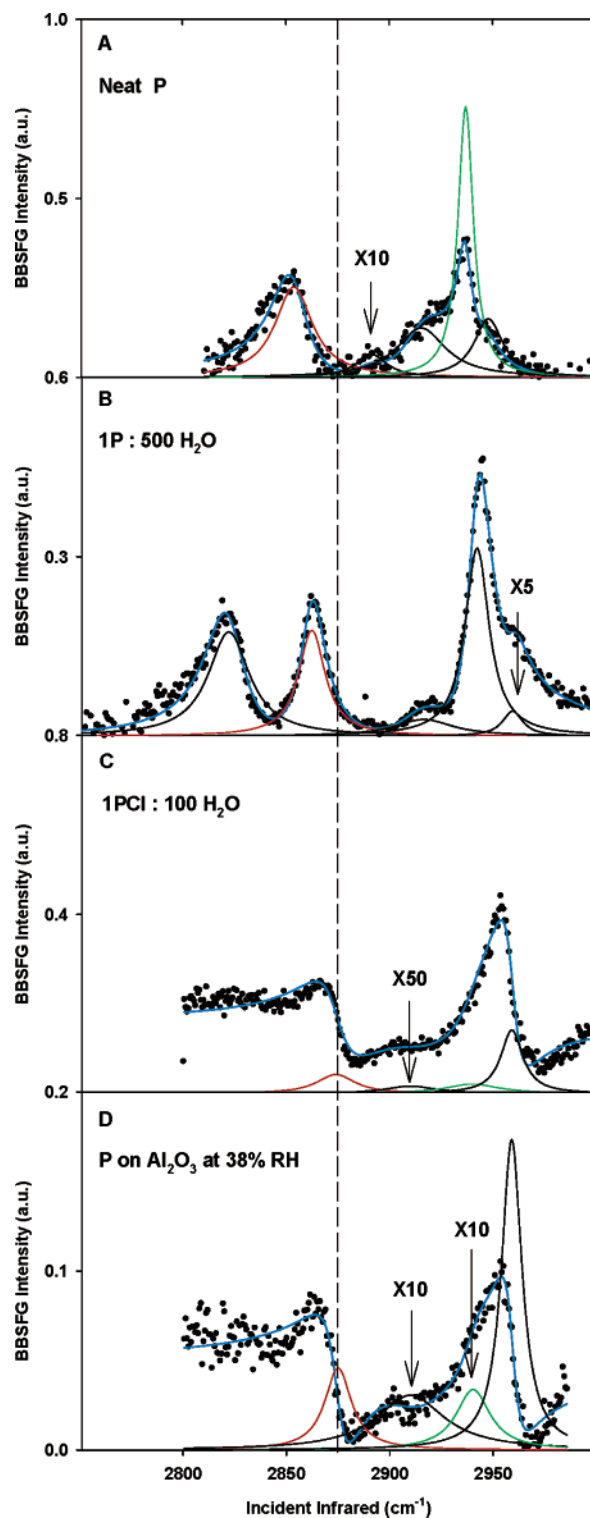 1.0
A
Neat P
BBSFG Intensity (a.u.)
0.5
X10
0.6
B
1P : 500 H₂O
BBSFG Intensity (a.u.)
0.3
X5
0.8
C
1PCI : 100 H₂O
BBSFG Intensity (a.u.)
0.4
X50
0.2
D
P on Al₂O₃ at 38% RH
BBSFG Intensity (a.u.)
X10
0.1
X10
0.0
2800 2850 2900 2950
Incident Infrared (cm⁻¹)